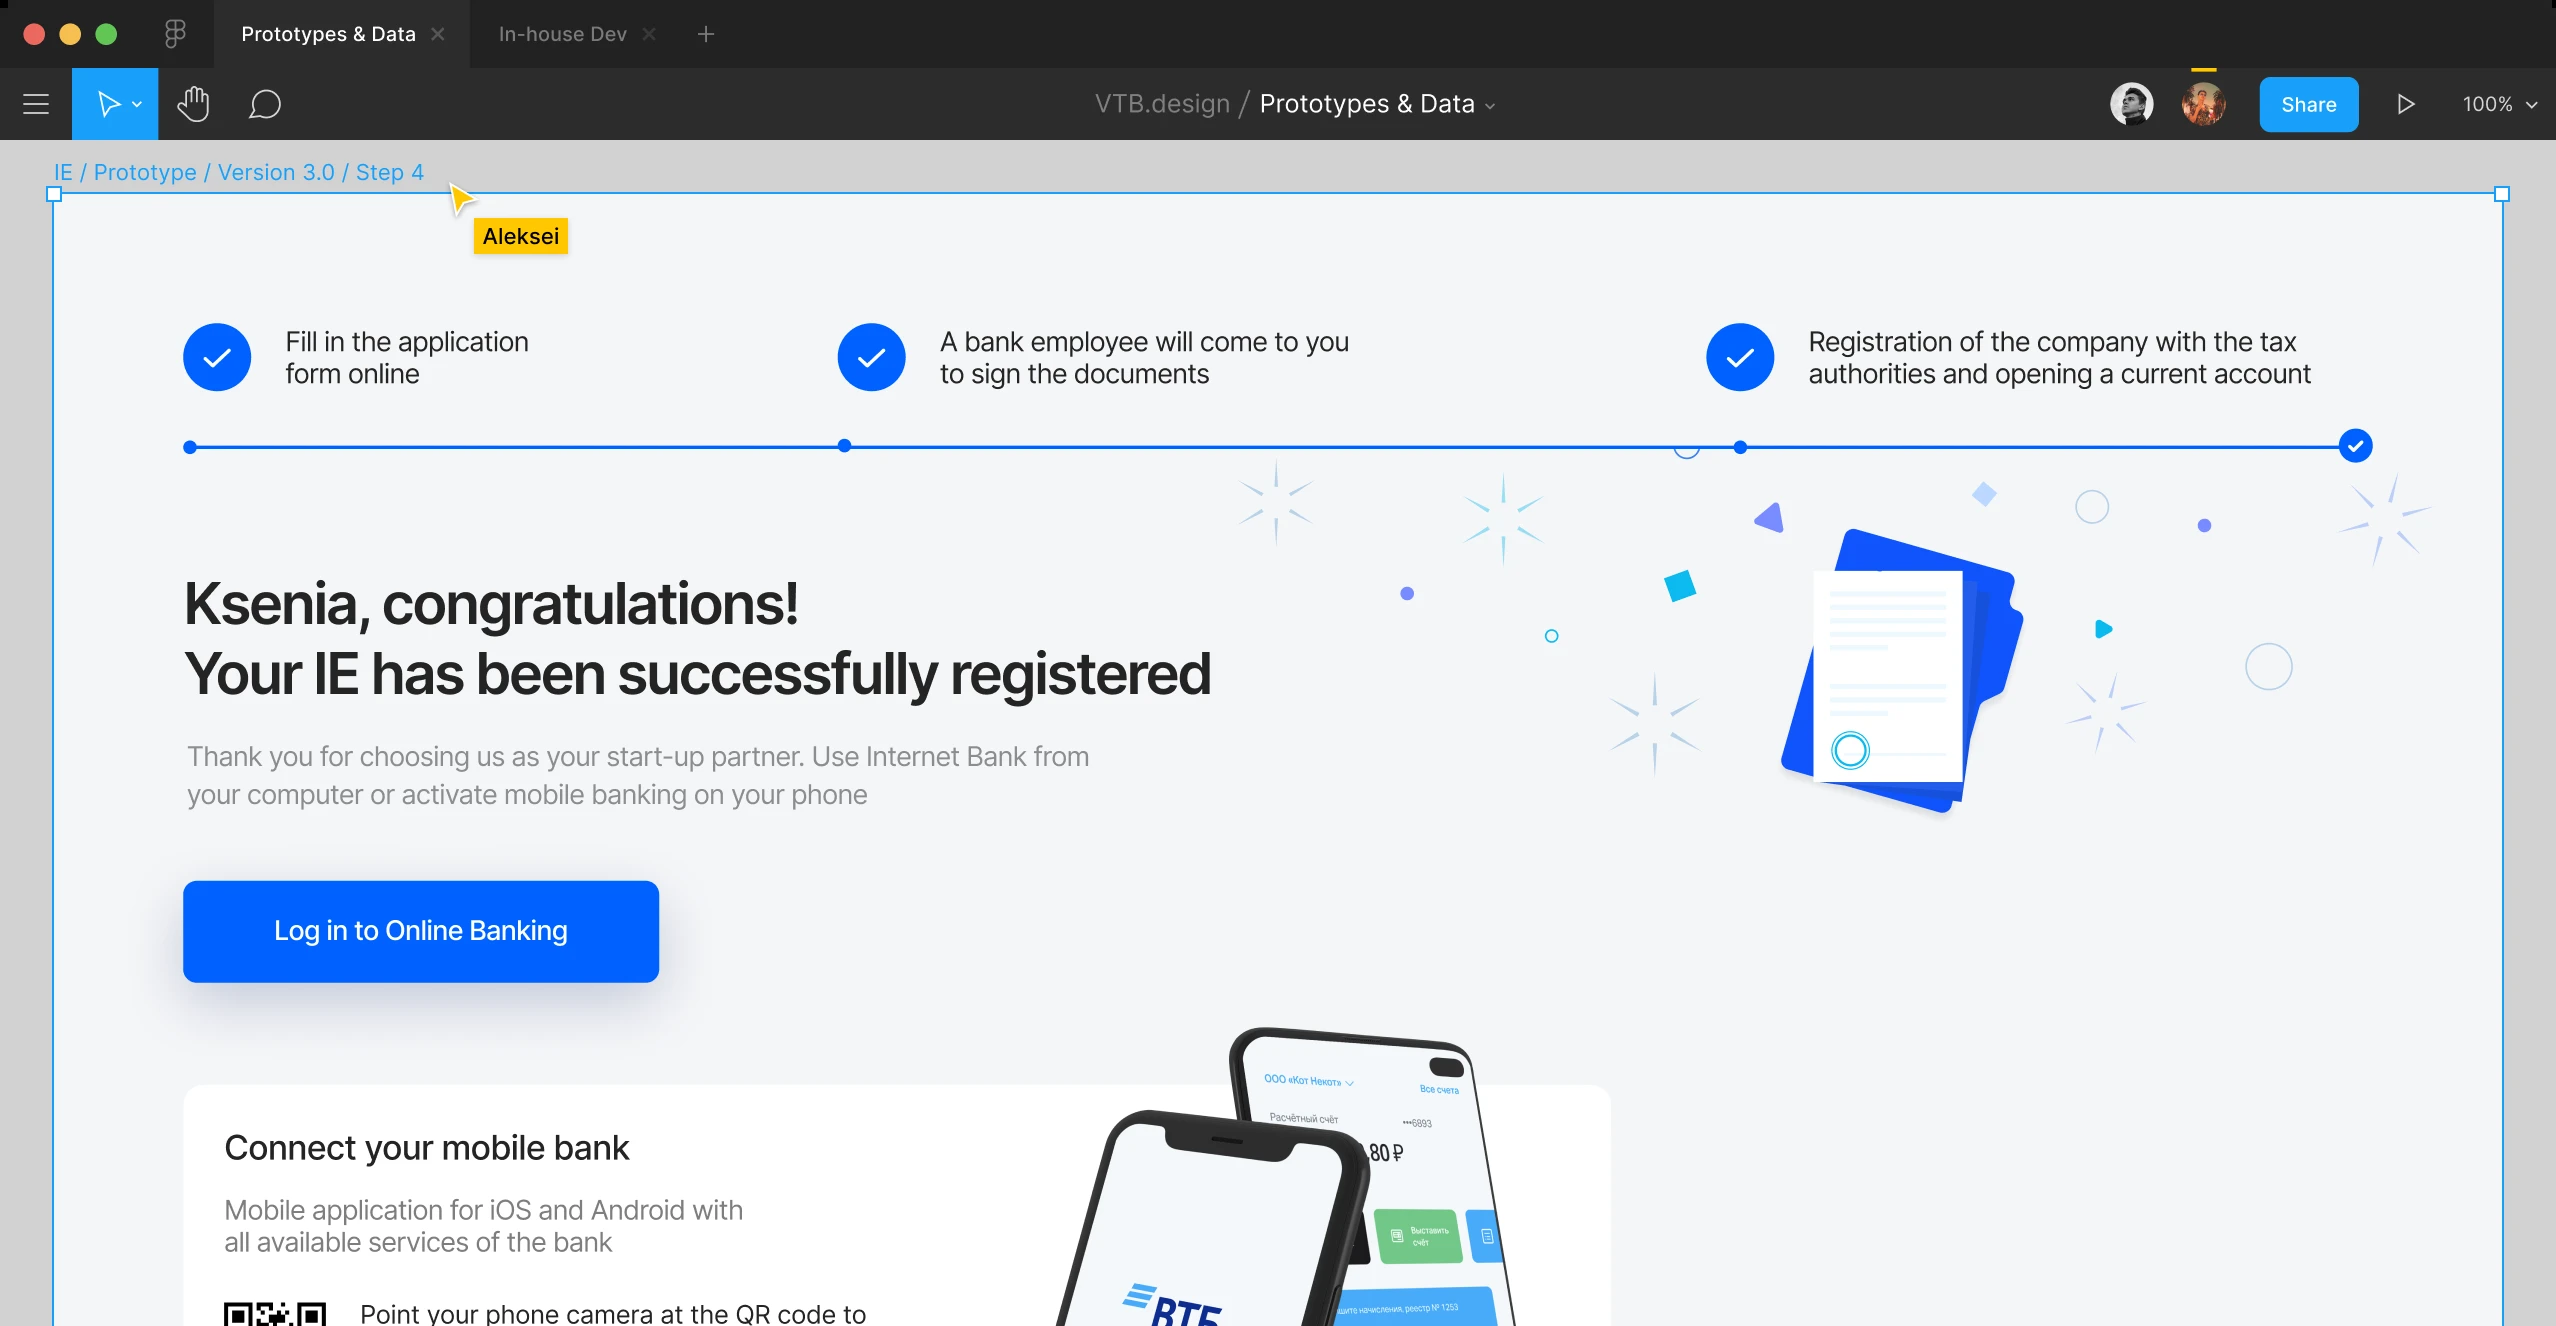 Prototypes & Data
In-house Dev
VTB.design / Prototypes & Data
Share
100%
IE / Prototype / Version 3.0 / Step 4
Aleksei
Fill in the application
form online
A bank employee will come to you
to sign the documents
Registration of the company with the tax
authorities and opening a current account
Ksenia, congratulations!
Your IE has been successfully registered
Thank you for choosing us as your start-up partner. Use Internet Bank from
your computer or activate mobile banking on your phone
Log in to Online Banking
Connect your mobile bank
Mobile application for iOS and Android with
all available services of the bank
Point your phone camera at the QR code to
ООО «Кот Некот»
Все счета
Расчётный счёт
•••6893
,80 ₽
Выставить
счёт
начисления, реестр № 1253
ВТБ